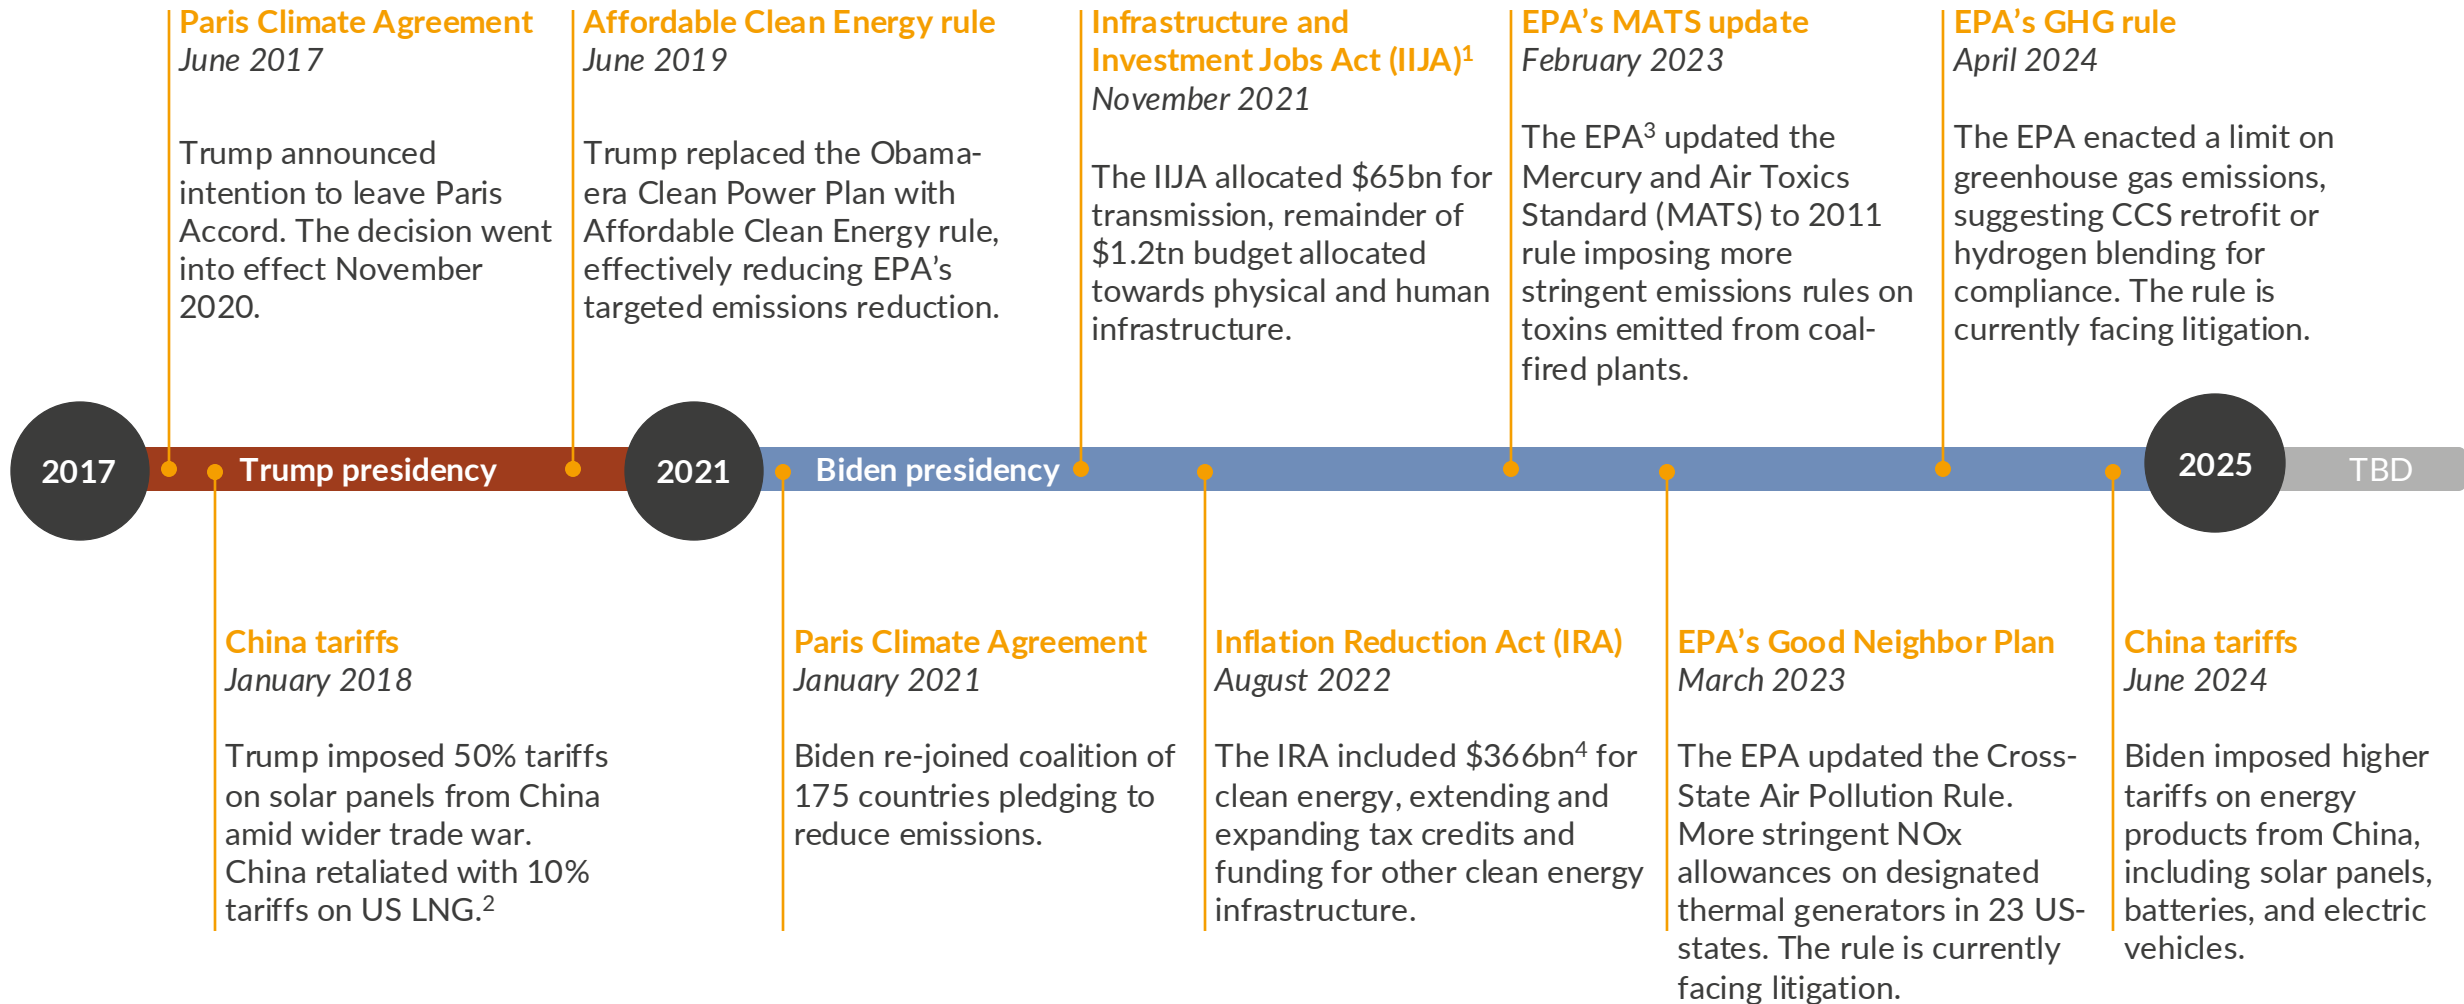 Paris Climate Agreement
June 2017
Trump announced
intention to leave Paris
Accord. The decision went
into effect November
2020.
Affordable Clean Energy rule
June 2019
Trump replaced the Obama-
era Clean Power Plan with
Affordable Clean Energy rule,
effectively reducing EPA’s
targeted emissions reduction.
Infrastructure and
Investment Jobs Act (IIJA)¹
November 2021
The IIJA allocated $65bn for
transmission, remainder of
$1.2tn budget allocated
towards physical and human
infrastructure.
EPA’s MATS update
February 2023
The EPA³ updated the
Mercury and Air Toxics
Standard (MATS) to 2011
rule imposing more
stringent emissions rules on
toxins emitted from coal-
fired plants.
EPA’s GHG rule
April 2024
The EPA enacted a limit on
greenhouse gas emissions,
suggesting CCS retrofit or
hydrogen blending for
compliance. The rule is
currently facing litigation.
2017
Trump presidency
2021
Biden presidency
2025
TBD
China tariffs
January 2018
Trump imposed 50% tariffs
on solar panels from China
amid wider trade war.
China retaliated with 10%
tariffs on US LNG.²
Paris Climate Agreement
January 2021
Biden re-joined coalition of
175 countries pledging to
reduce emissions.
Inflation Reduction Act (IRA)
August 2022
The IRA included $366bn⁴ for
clean energy, extending and
expanding tax credits and
funding for other clean energy
infrastructure.
EPA’s Good Neighbor Plan
March 2023
The EPA updated the Cross-
State Air Pollution Rule.
More stringent NOx
allowances on designated
thermal generators in 23 US-
states. The rule is currently
facing litigation.
China tariffs
June 2024
Biden imposed higher
tariffs on energy
products from China,
including solar panels,
batteries, and electric
vehicles.